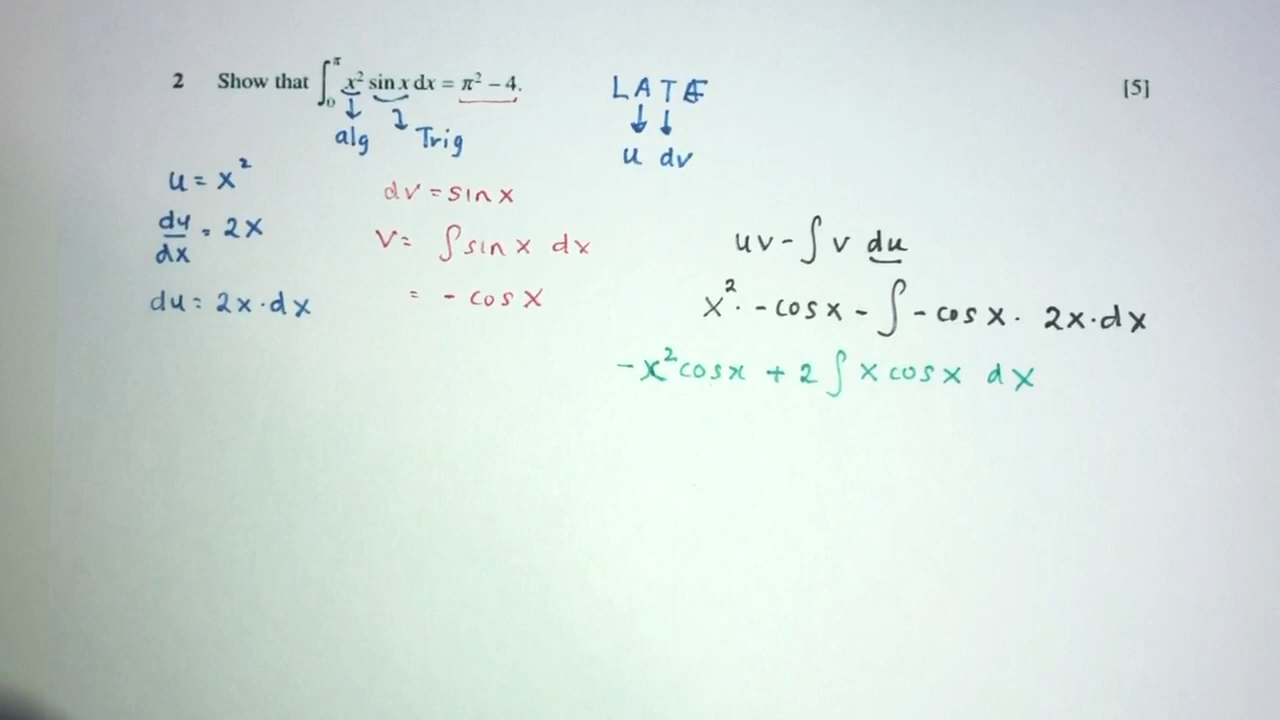 2 Show that ∫₀^π x² sin x dx = π² − 4. [5]
LATE
alg Trig
u dv
u = x²
du/dx = 2x
du = 2x·dx
dv = sin x
v = ∫ sin x dx
= - cos x
uv - ∫ v du
x² · - cos x - ∫ - cos x · 2x·dx
- x² cos x + 2 ∫ x cos x dx